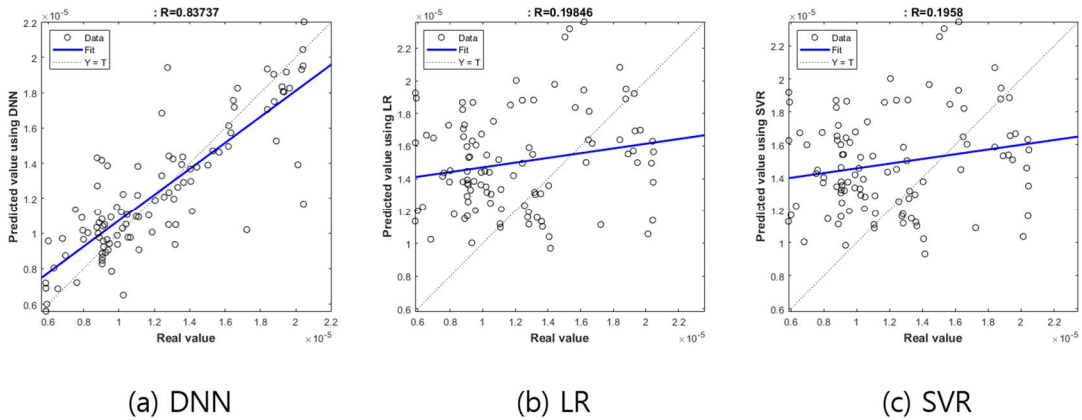 : R=0.83737
×10⁻⁵
2.2
2
1.8
1.6
1.4
1.2
1
0.8
0.6
Predicted value using DNN
Data
Fit
Y = T
0.6 0.8 1 1.2 1.4 1.6 1.8 2 2.2
Real value
×10⁻⁵
(a) DNN
: R=0.19846
×10⁻⁵
2.2
2
1.8
1.6
1.4
1.2
1
0.8
0.6
Predicted value using LR
Data
Fit
Y = T
0.6 0.8 1 1.2 1.4 1.6 1.8 2 2.2
Real value
×10⁻⁵
(b) LR
: R=0.1958
×10⁻⁵
2.2
2
1.8
1.6
1.4
1.2
1
0.8
0.6
Predicted value using SVR
Data
Fit
Y = T
0.6 0.8 1 1.2 1.4 1.6 1.8 2 2.2
Real value
×10⁻⁵
(c) SVR